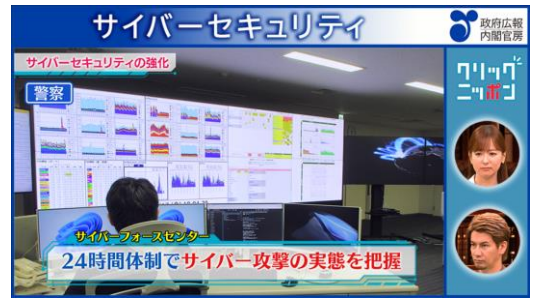 サイバーセキュリティ
政府広報
内閣官房
サイバーセキュリティの強化
クリックニッポン
警察
サイバーフォースセンター
24時間体制でサイバー攻撃の実態を把握